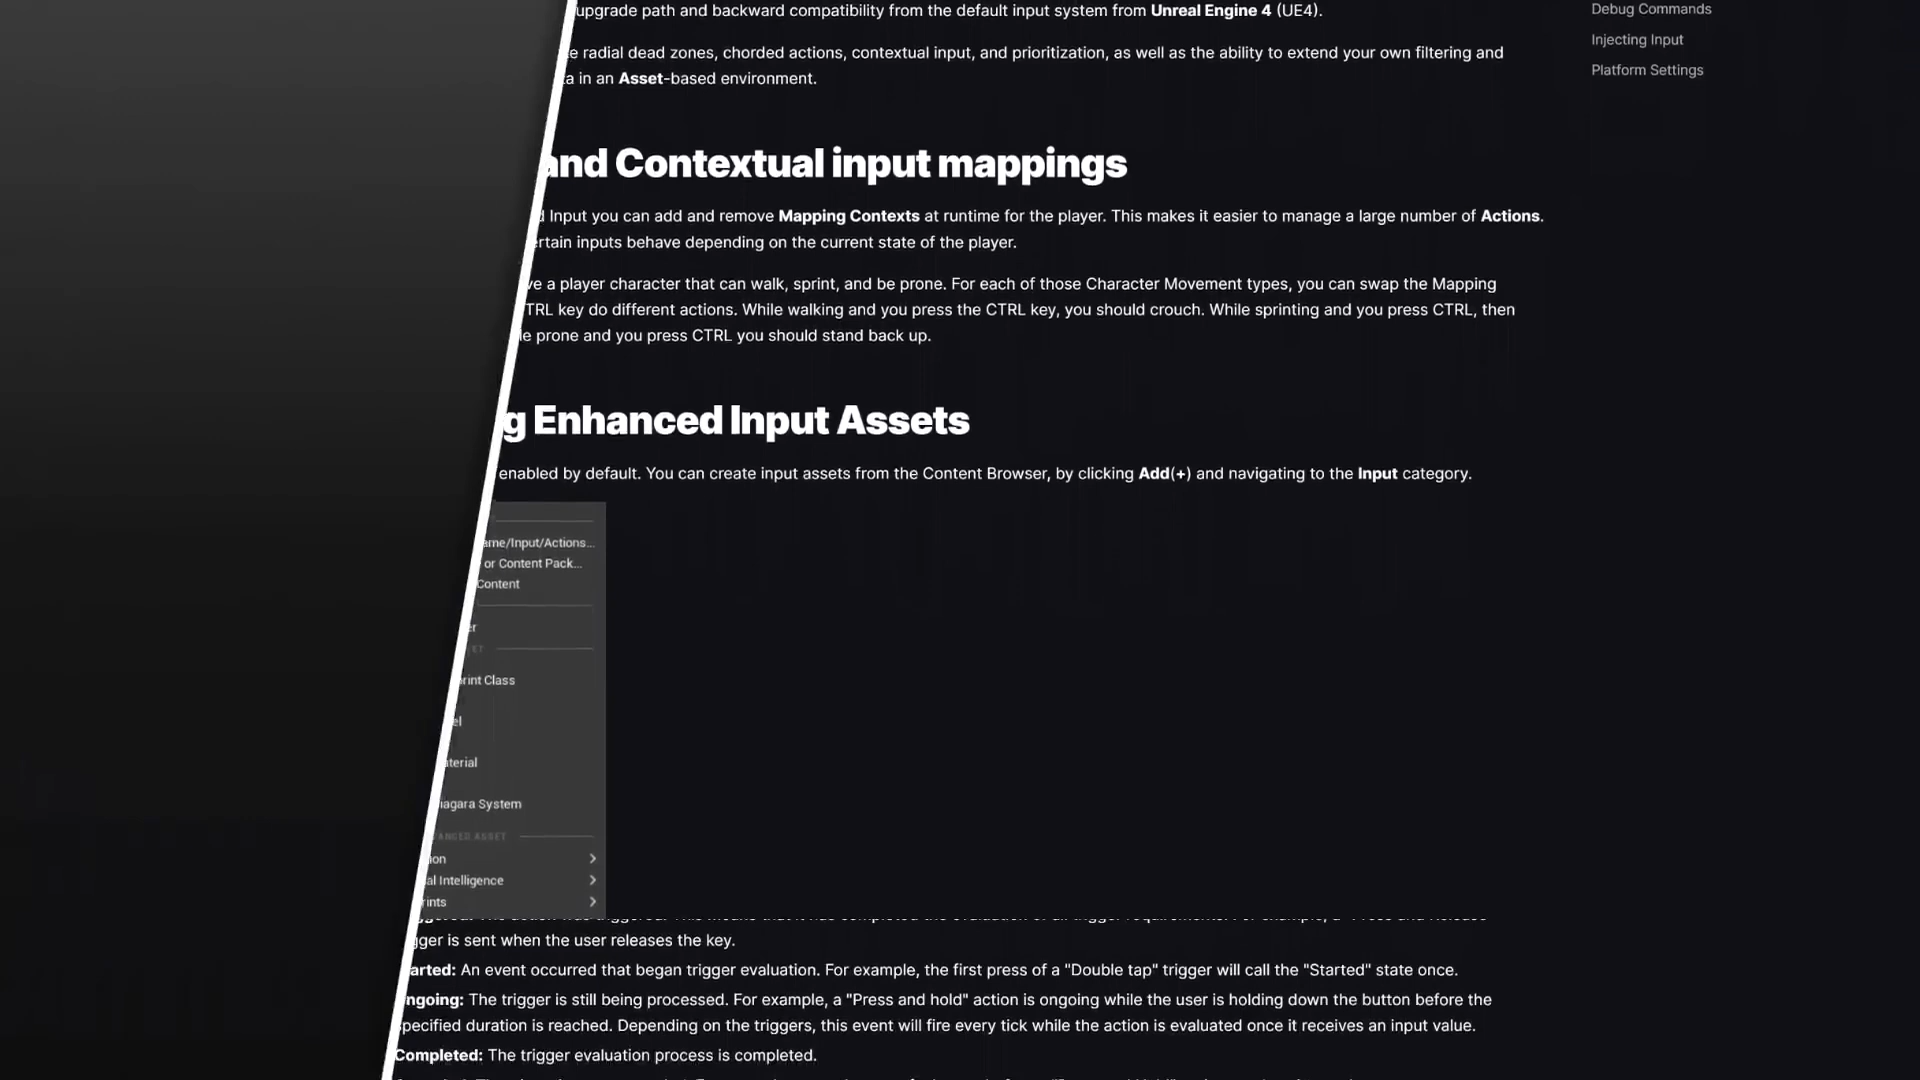 upgrade path and backward compatibility from the default input system from Unreal Engine 4 (UE4).
radial dead zones, chorded actions, contextual input, and prioritization, as well as the ability to extend your own filtering and
in an Asset-based environment.
Debug Commands
Injecting Input
Platform Settings
and Contextual input mappings
Input you can add and remove Mapping Contexts at runtime for the player. This makes it easier to manage a large number of Actions.
ertain inputs behave depending on the current state of the player.
ve a player character that can walk, sprint, and be prone. For each of those Character Movement types, you can swap the Mapping
TRL key do different actions. While walking and you press the CTRL key, you should crouch. While sprinting and you press CTRL, then
prone and you press CTRL you should stand back up.
g Enhanced Input Assets
enabled by default. You can create input assets from the Content Browser, by clicking Add(+) and navigating to the Input category.
ame/Input/Actions...
or Content Pack...
Content
er
rint Class
el
aterial
iagara System
ANCED ASSET
ion
al Intelligence
rints
gger is sent when the user releases the key.
arted: An event occurred that began trigger evaluation. For example, the first press of a "Double tap" trigger will call the "Started" state once.
ngoing: The trigger is still being processed. For example, a "Press and hold" action is ongoing while the user is holding down the button before the
specified duration is reached. Depending on the triggers, this event will fire every tick while the action is evaluated once it receives an input value.
Completed: The trigger evaluation process is completed.